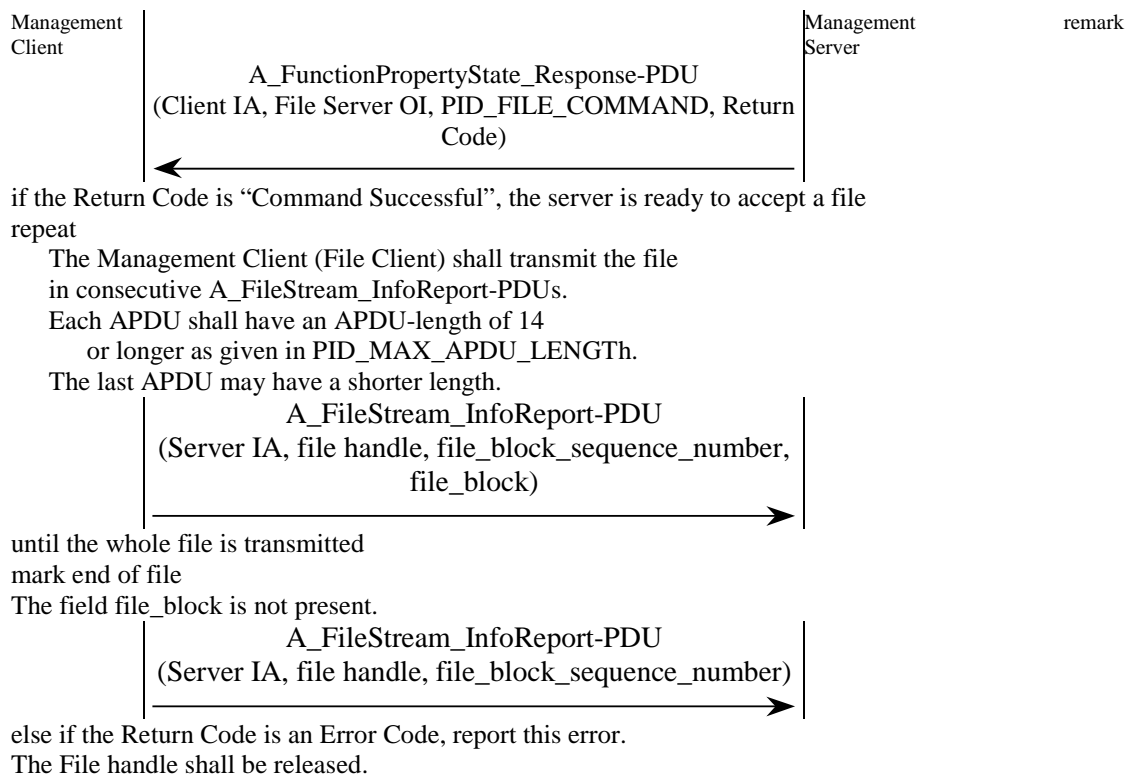 Management Management remark
Client Server
A_FunctionPropertyState_Response-PDU
(Client IA, File Server OI, PID_FILE_COMMAND, Return
Code)
if the Return Code is “Command Successful”, the server is ready to accept a file
repeat
The Management Client (File Client) shall transmit the file
in consecutive A_FileStream_InfoReport-PDUs.
Each APDU shall have an APDU-length of 14
or longer as given in PID_MAX_APDU_LENGTh.
The last APDU may have a shorter length.
A_FileStream_InfoReport-PDU
(Server IA, file handle, file_block_sequence_number,
file_block)
until the whole file is transmitted
mark end of file
The field file_block is not present.
A_FileStream_InfoReport-PDU
(Server IA, file handle, file_block_sequence_number)
else if the Return Code is an Error Code, report this error.
The File handle shall be released.